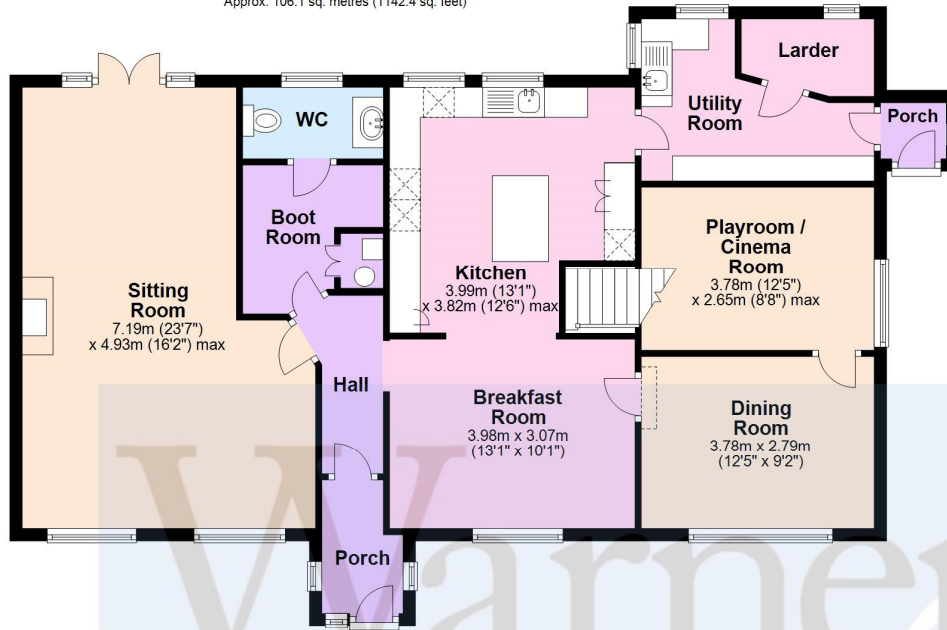 Approx. 106.1 sq. metres (1142.4 sq. feet)
Larder
WC
Utility
Room
Porch
Boot
Room
Playroom /
Cinema
Room
3.78m (12'5")
x 2.65m (8'8") max
Kitchen
3.99m (13'1")
x 3.82m (12'6") max
Sitting
Room
7.19m (23'7")
x 4.93m (16'2") max
Hall
Breakfast
Room
3.98m x 3.07m
(13'1" x 10'1")
Dining
Room
3.78m x 2.79m
(12'5" x 9'2")
Porch
Warner